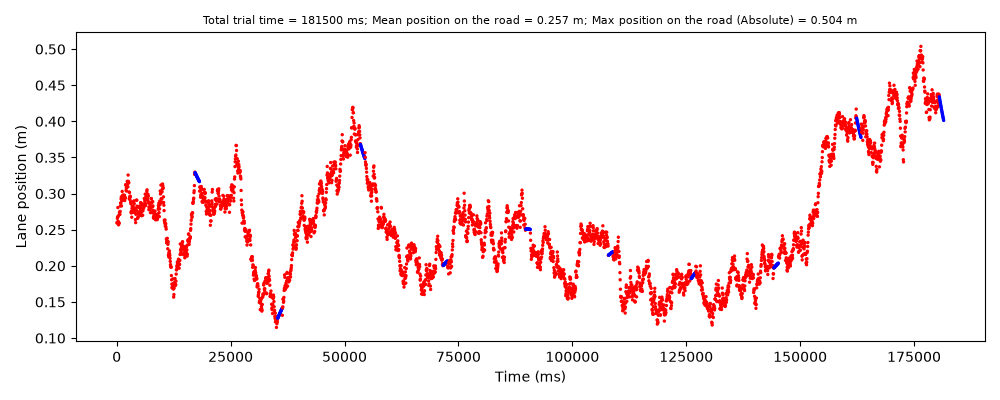 Total trial time = 181500 ms; Mean position on the road = 0.257 m; Max position on the road (Absolute) = 0.504 m
0.50
0.45
0.40
0.35
0.30
0.25
0.20
0.15
0.10
Lane position (m)
0 25000 50000 75000 100000 125000 150000 175000
Time (ms)